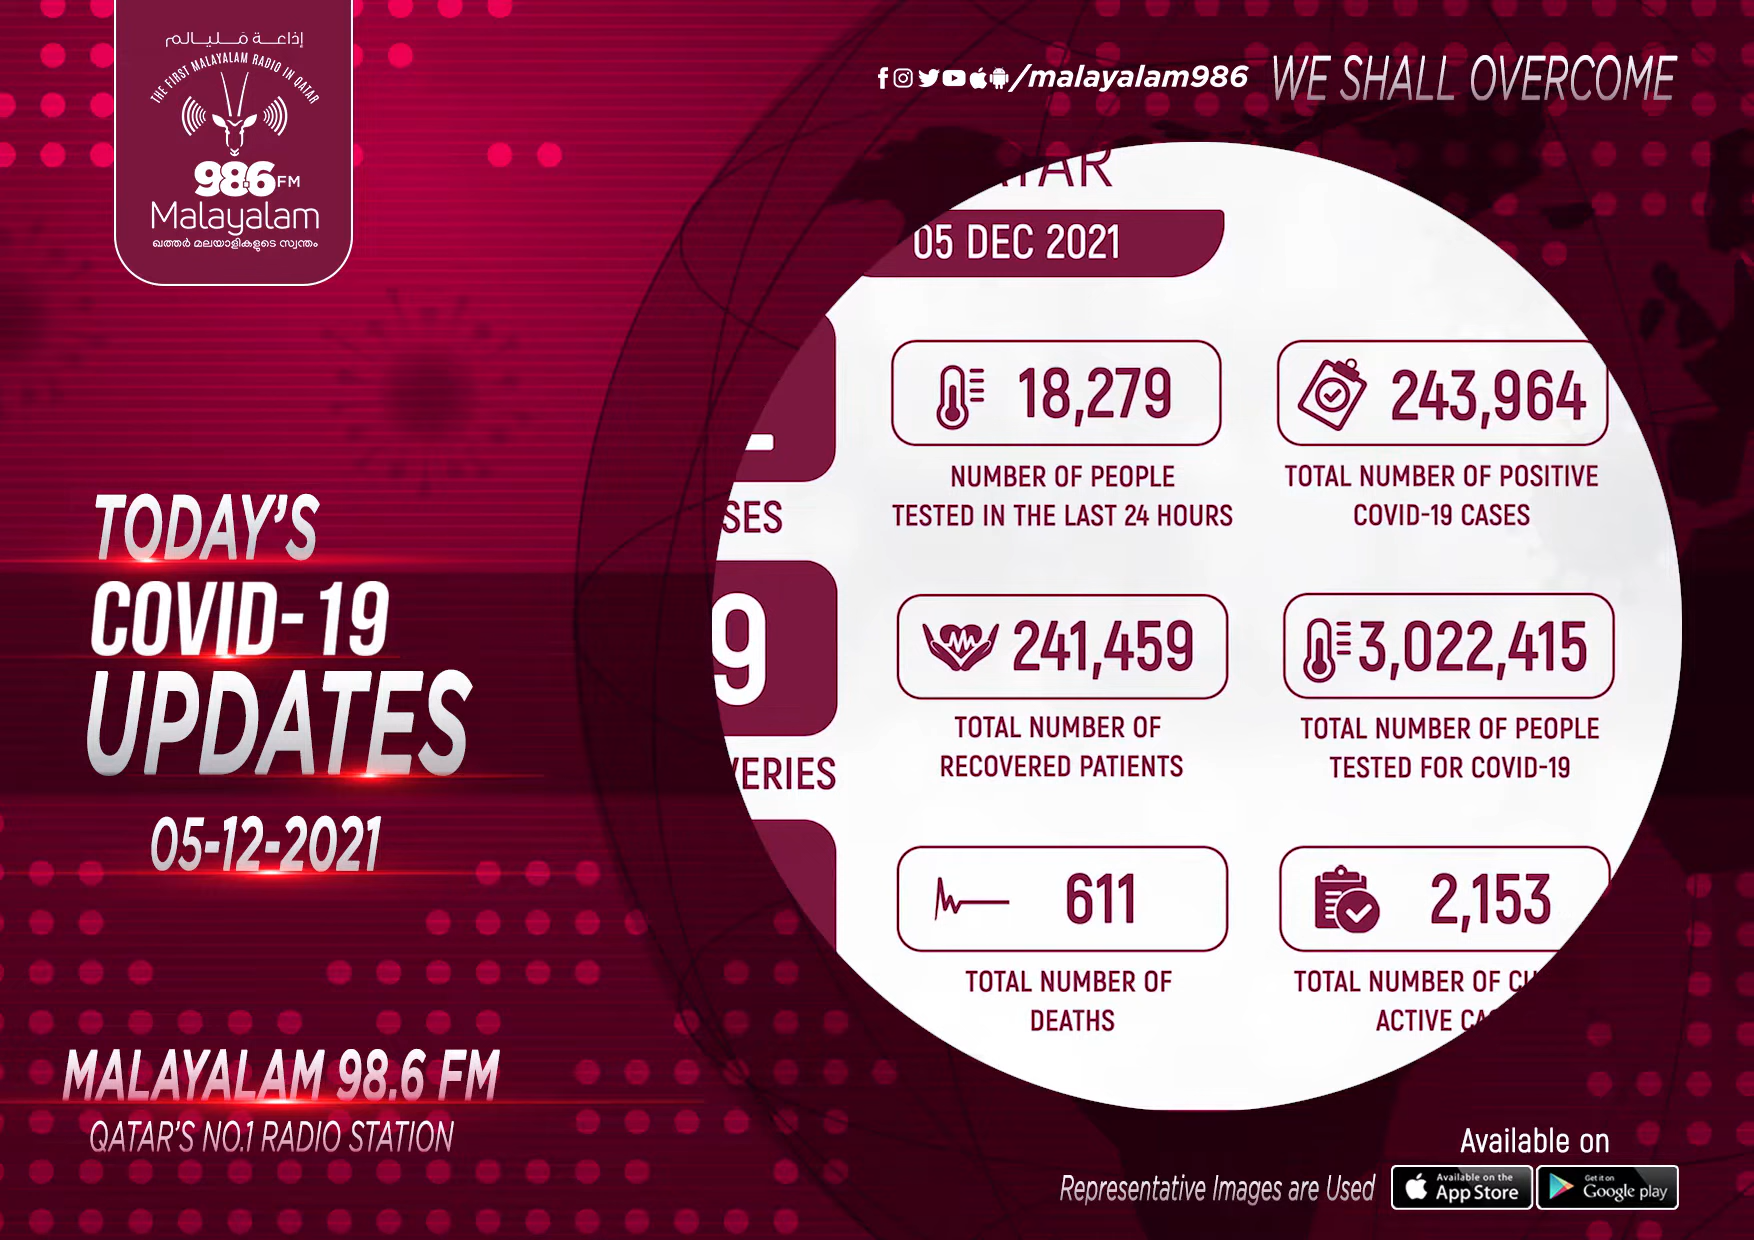 إذاعة مليالم
THE FIRST MALAYALAM RADIO IN QATAR
98.6 FM
Malayalam
ഖത്തർ മലയാളികളുടെ സ്വന്തം
/malayalam986
WE SHALL OVERCOME
05 DEC 2021
18,279
NUMBER OF PEOPLE
TESTED IN THE LAST 24 HOURS
243,964
TOTAL NUMBER OF POSITIVE
COVID-19 CASES
SES
9
VERIES
241,459
TOTAL NUMBER OF
RECOVERED PATIENTS
3,022,415
TOTAL NUMBER OF PEOPLE
TESTED FOR COVID-19
611
TOTAL NUMBER OF
DEATHS
2,153
TOTAL NUMBER OF
ACTIVE
TODAY'S
COVID-19
UPDATES
05-12-2021
MALAYALAM 98.6 FM
QATAR'S NO.1 RADIO STATION
Available on
Representative Images are Used
Available on the
App Store
Get it on
Google play